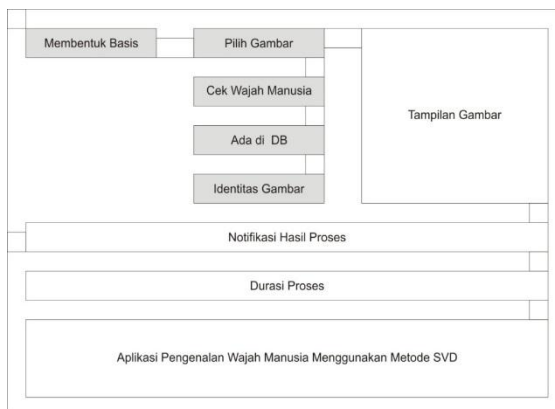 Membentuk Basis
Pilih Gambar
Cek Wajah Manusia
Tampilan Gambar
Ada di DB
Identitas Gambar
Notifikasi Hasil Proses
Durasi Proses
Aplikasi Pengenalan Wajah Manusia Menggunakan Metode SVD